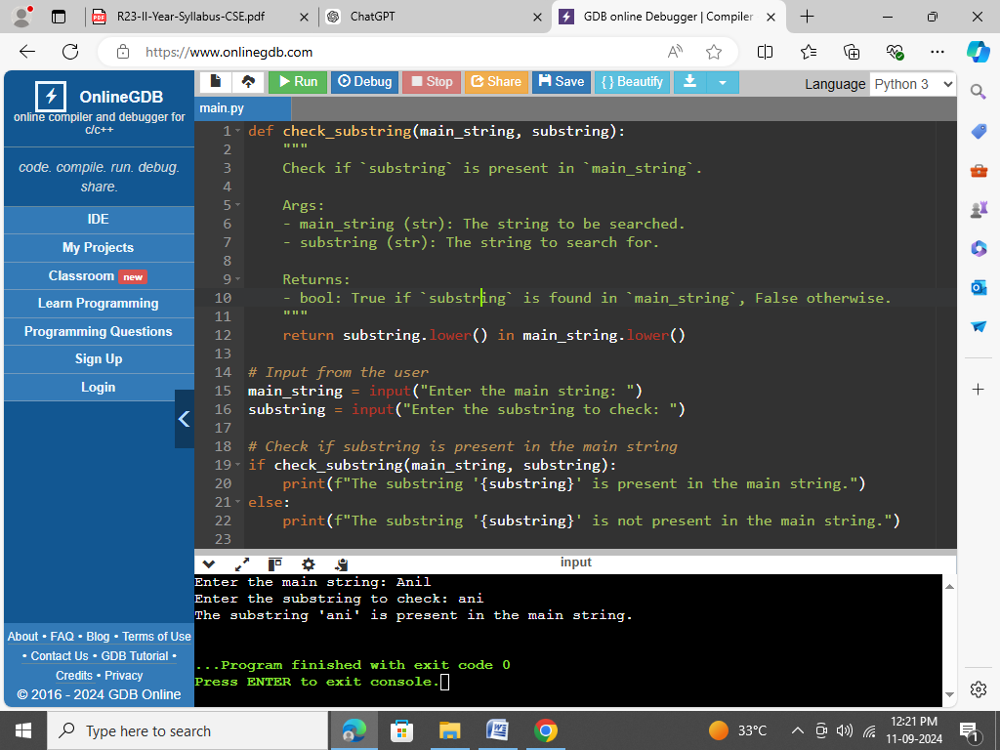 R23-II-Year-Syllabus-CSE.pdf
ChatGPT
GDB online Debugger | Compiler
https://www.onlinegdb.com
OnlineGDB
online compiler and debugger for
c/c++
code. compile. run. debug.
share.
IDE
My Projects
Classroom new
Learn Programming
Programming Questions
Sign Up
Login
About • FAQ • Blog • Terms of Use
• Contact Us • GDB Tutorial •
Credits • Privacy
© 2016 - 2024 GDB Online
Run Debug Stop Share Save { } Beautify
Language Python 3
main.py
1 def check_substring(main_string, substring):
2 """
3 Check if `substring` is present in `main_string`.
4
5 Args:
6 - main_string (str): The string to be searched.
7 - substring (str): The string to search for.
8
9 Returns:
10 - bool: True if `substring` is found in `main_string`, False otherwise.
11 """
12 return substring.lower() in main_string.lower()
13
14 # Input from the user
15 main_string = input("Enter the main string: ")
16 substring = input("Enter the substring to check: ")
17
18 # Check if substring is present in the main string
19 if check_substring(main_string, substring):
20 print(f"The substring '{substring}' is present in the main string.")
21 else:
22 print(f"The substring '{substring}' is not present in the main string.")
23
input
Enter the main string: Anil
Enter the substring to check: ani
The substring 'ani' is present in the main string.
...Program finished with exit code 0
Press ENTER to exit console.
Type here to search
33°C
12:21 PM
11-09-2024
1